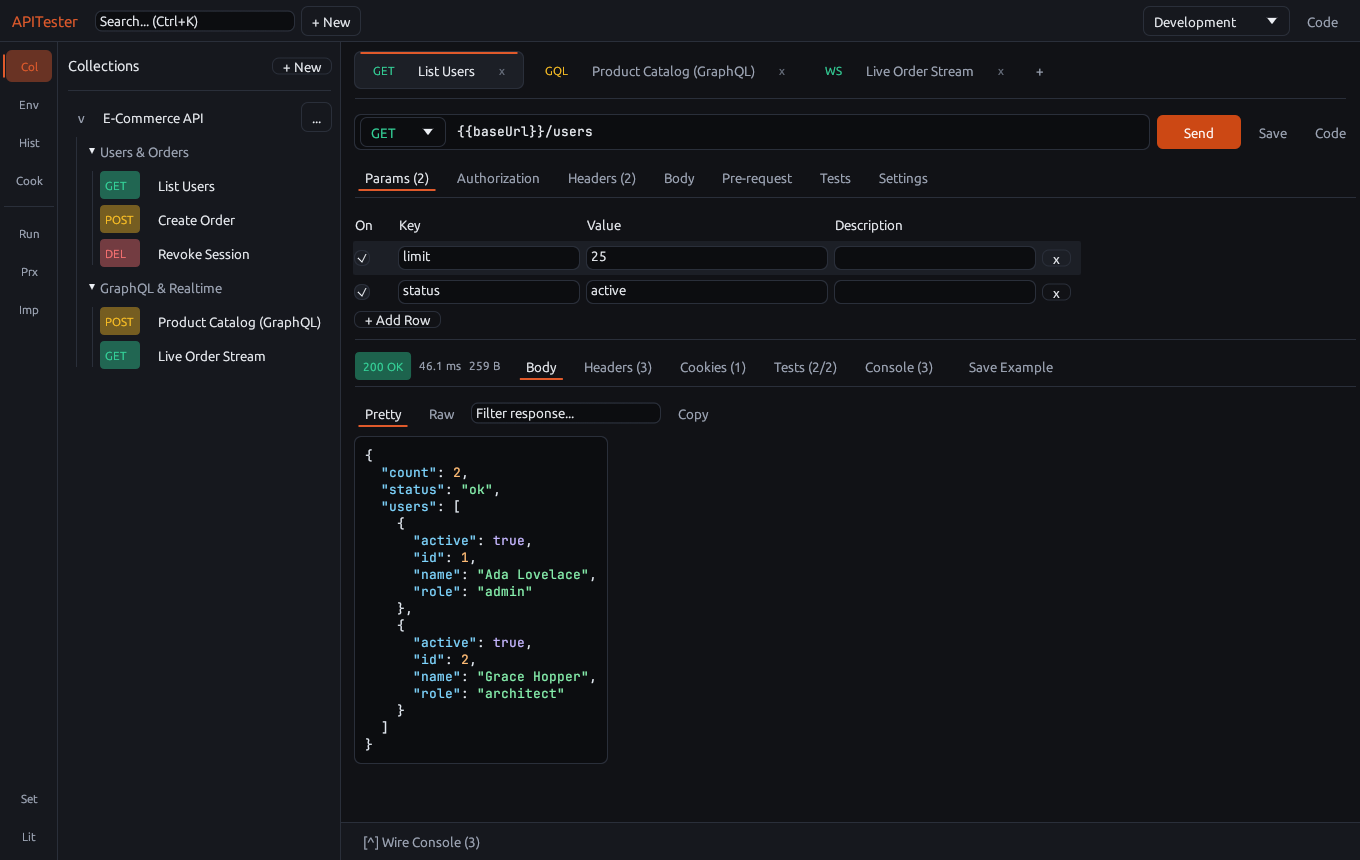 APITester Search... (Ctrl+K) + New Development Code
Col
Env
Hist
Cook
Run
Prx
Imp
Set
Lit
Collections + New
v E-Commerce API ...
Users & Orders
GET List Users
POST Create Order
DEL Revoke Session
GraphQL & Realtime
POST Product Catalog (GraphQL)
GET Live Order Stream
GET List Users x GQL Product Catalog (GraphQL) x WS Live Order Stream x +
GET {{baseUrl}}/users Send Save Code
Params (2) Authorization Headers (2) Body Pre-request Tests Settings
On Key Value Description
limit 25 x
status active x
+ Add Row
200 OK 46.1 ms 259 B Body Headers (3) Cookies (1) Tests (2/2) Console (3) Save Example
Pretty Raw Filter response... Copy
{
  "count": 2,
  "status": "ok",
  "users": [
    {
      "active": true,
      "id": 1,
      "name": "Ada Lovelace",
      "role": "admin"
    },
    {
      "active": true,
      "id": 2,
      "name": "Grace Hopper",
      "role": "architect"
    }
  ]
}
[^] Wire Console (3)